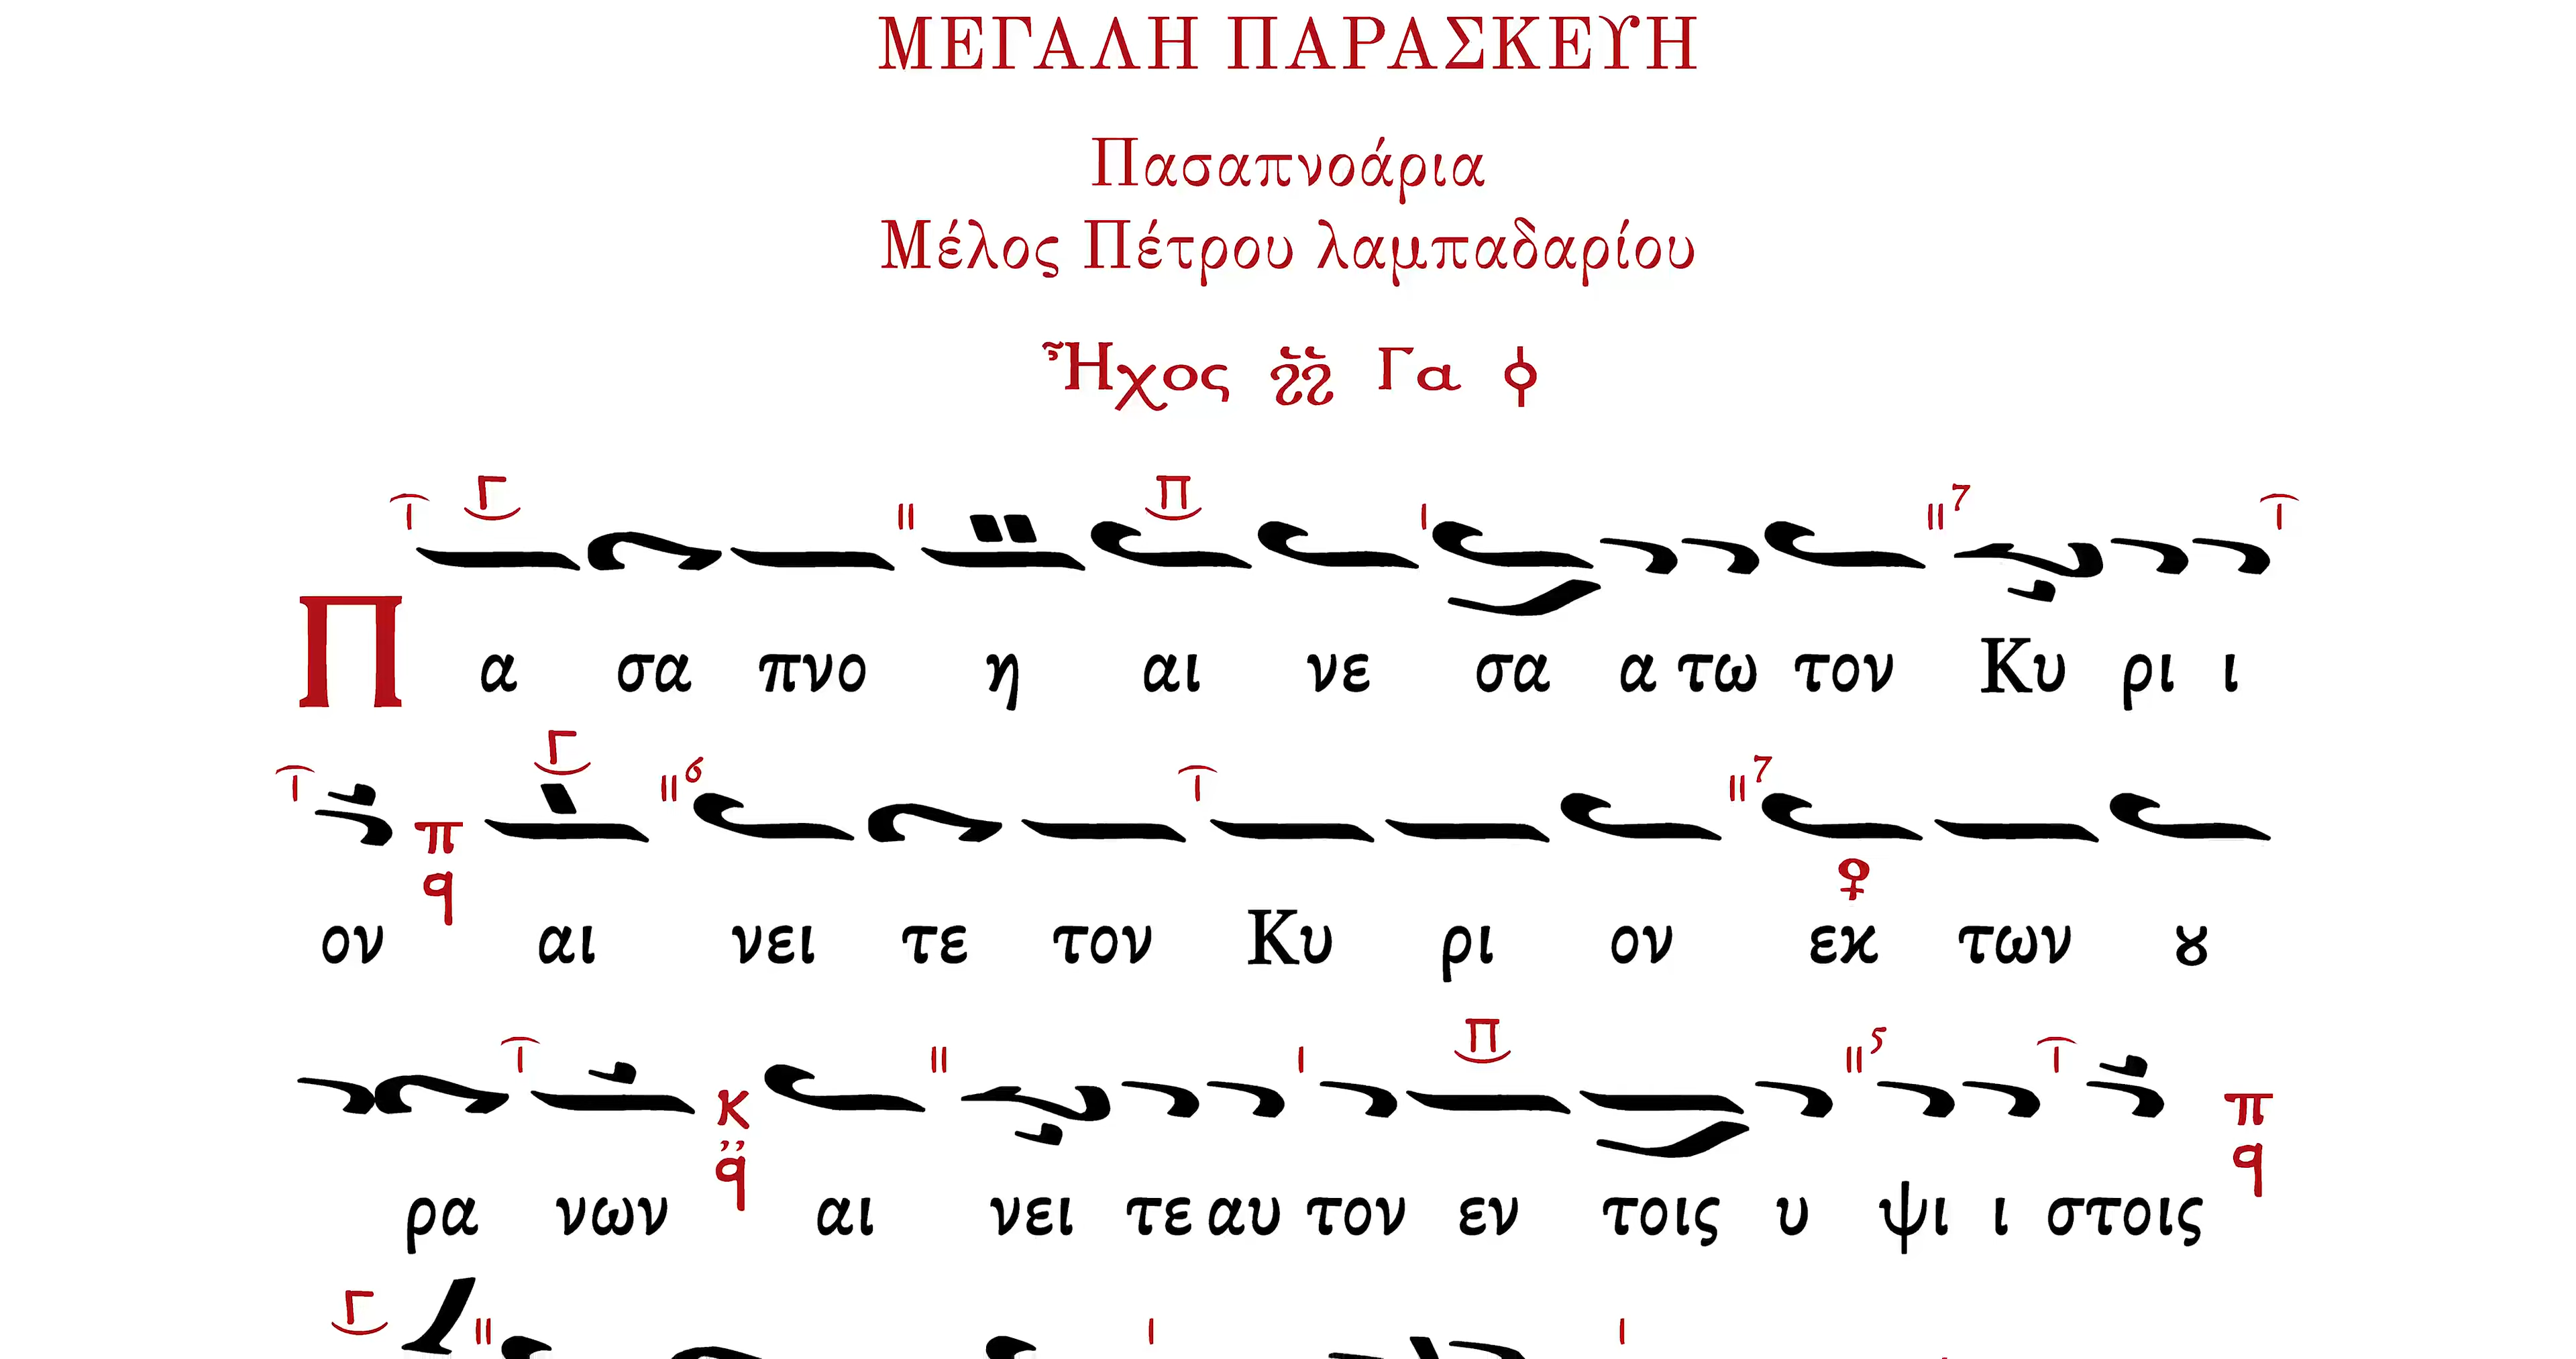 ΜΕΓΑΛΗ ΠΑΡΑΣΚΕΥΗ
Πασαπνοάρια
Μέλος Πέτρου λαμπαδαρίου
Ἦχος Γα
Π α σα πνο η αι νε σα α τω τον Κυ ρι ι
ον αι νει τε τον Κυ ρι ον εκ των ȣ
ρα νων αι νει τε αυ τον εν τοις υ ψι ι στοις